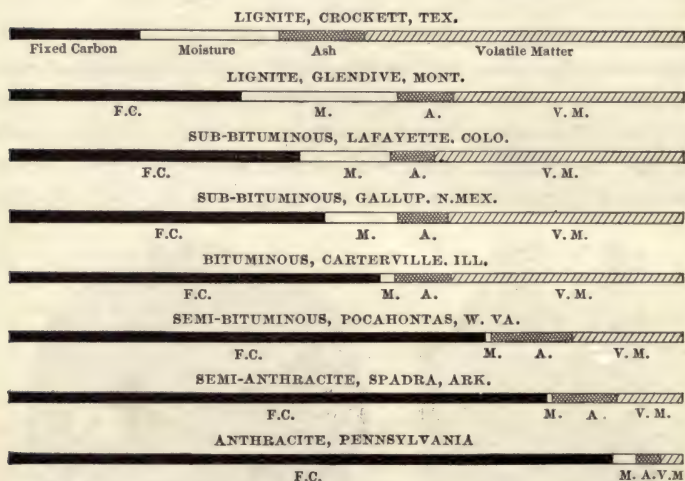 LIGNITE, CROCKETT, TEX.
Fixed Carbon Moisture Ash Volatile Matter
LIGNITE, GLENDIVE, MONT.
F.C. M. A. V. M.
SUB-BITUMINOUS, LAFAYETTE, COLO.
F.C. M. A. V. M.
SUB-BITUMINOUS, GALLUP. N.MEX.
F.C. M. A. V. M.
BITUMINOUS, CARTERVILLE. ILL.
F.C. M. A. V. M.
SEMI-BITUMINOUS, POCAHONTAS, W. VA.
F.C. M. A. V. M.
SEMI-ANTHRACITE, SPADRA, ARK.
F.C. M. A . V. M.
ANTHRACITE, PENNSYLVANIA
F.C. M. A. V. M